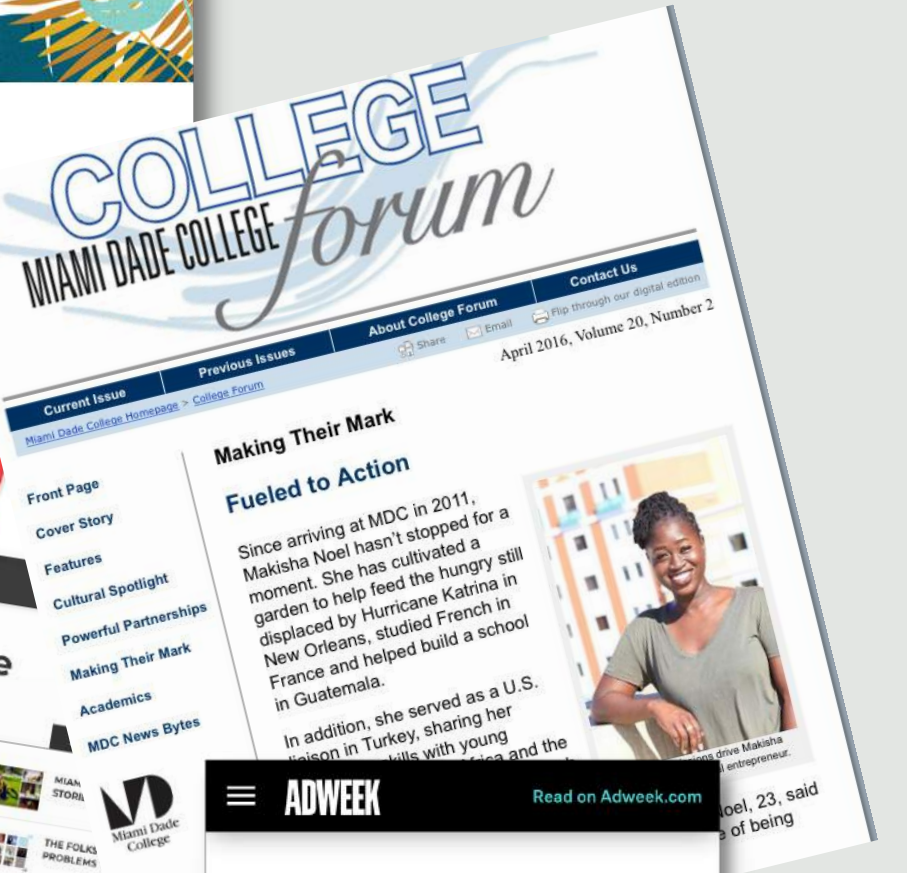 COLLEGE
MIAMI DADE COLLEGE forum
Current Issue
Previous Issues
About College Forum
Contact Us
Miami Dade College Homepage > College Forum
Share
Email
Flip through our digital edition
April 2016, Volume 20, Number 2
Front Page
Cover Story
Features
Cultural Spotlight
Powerful Partnerships
Making Their Mark
Academics
MDC News Bytes
Miami Dade
College
Making Their Mark
Fueled to Action
Since arriving at MDC in 2011,
Makisha Noel hasn't stopped for a
moment. She has cultivated a
garden to help feed the hungry still
displaced by Hurricane Katrina in
New Orleans, studied French in
France and helped build a school
in Guatemala.
In addition, she served as a U.S.
in Turkey, sharing her
with young
and the
drive Makisha
entrepreneur.
Noel, 23, said
of being
THE FOLKS
PROBLEMS
ADWEEK
Read on Adweek.com